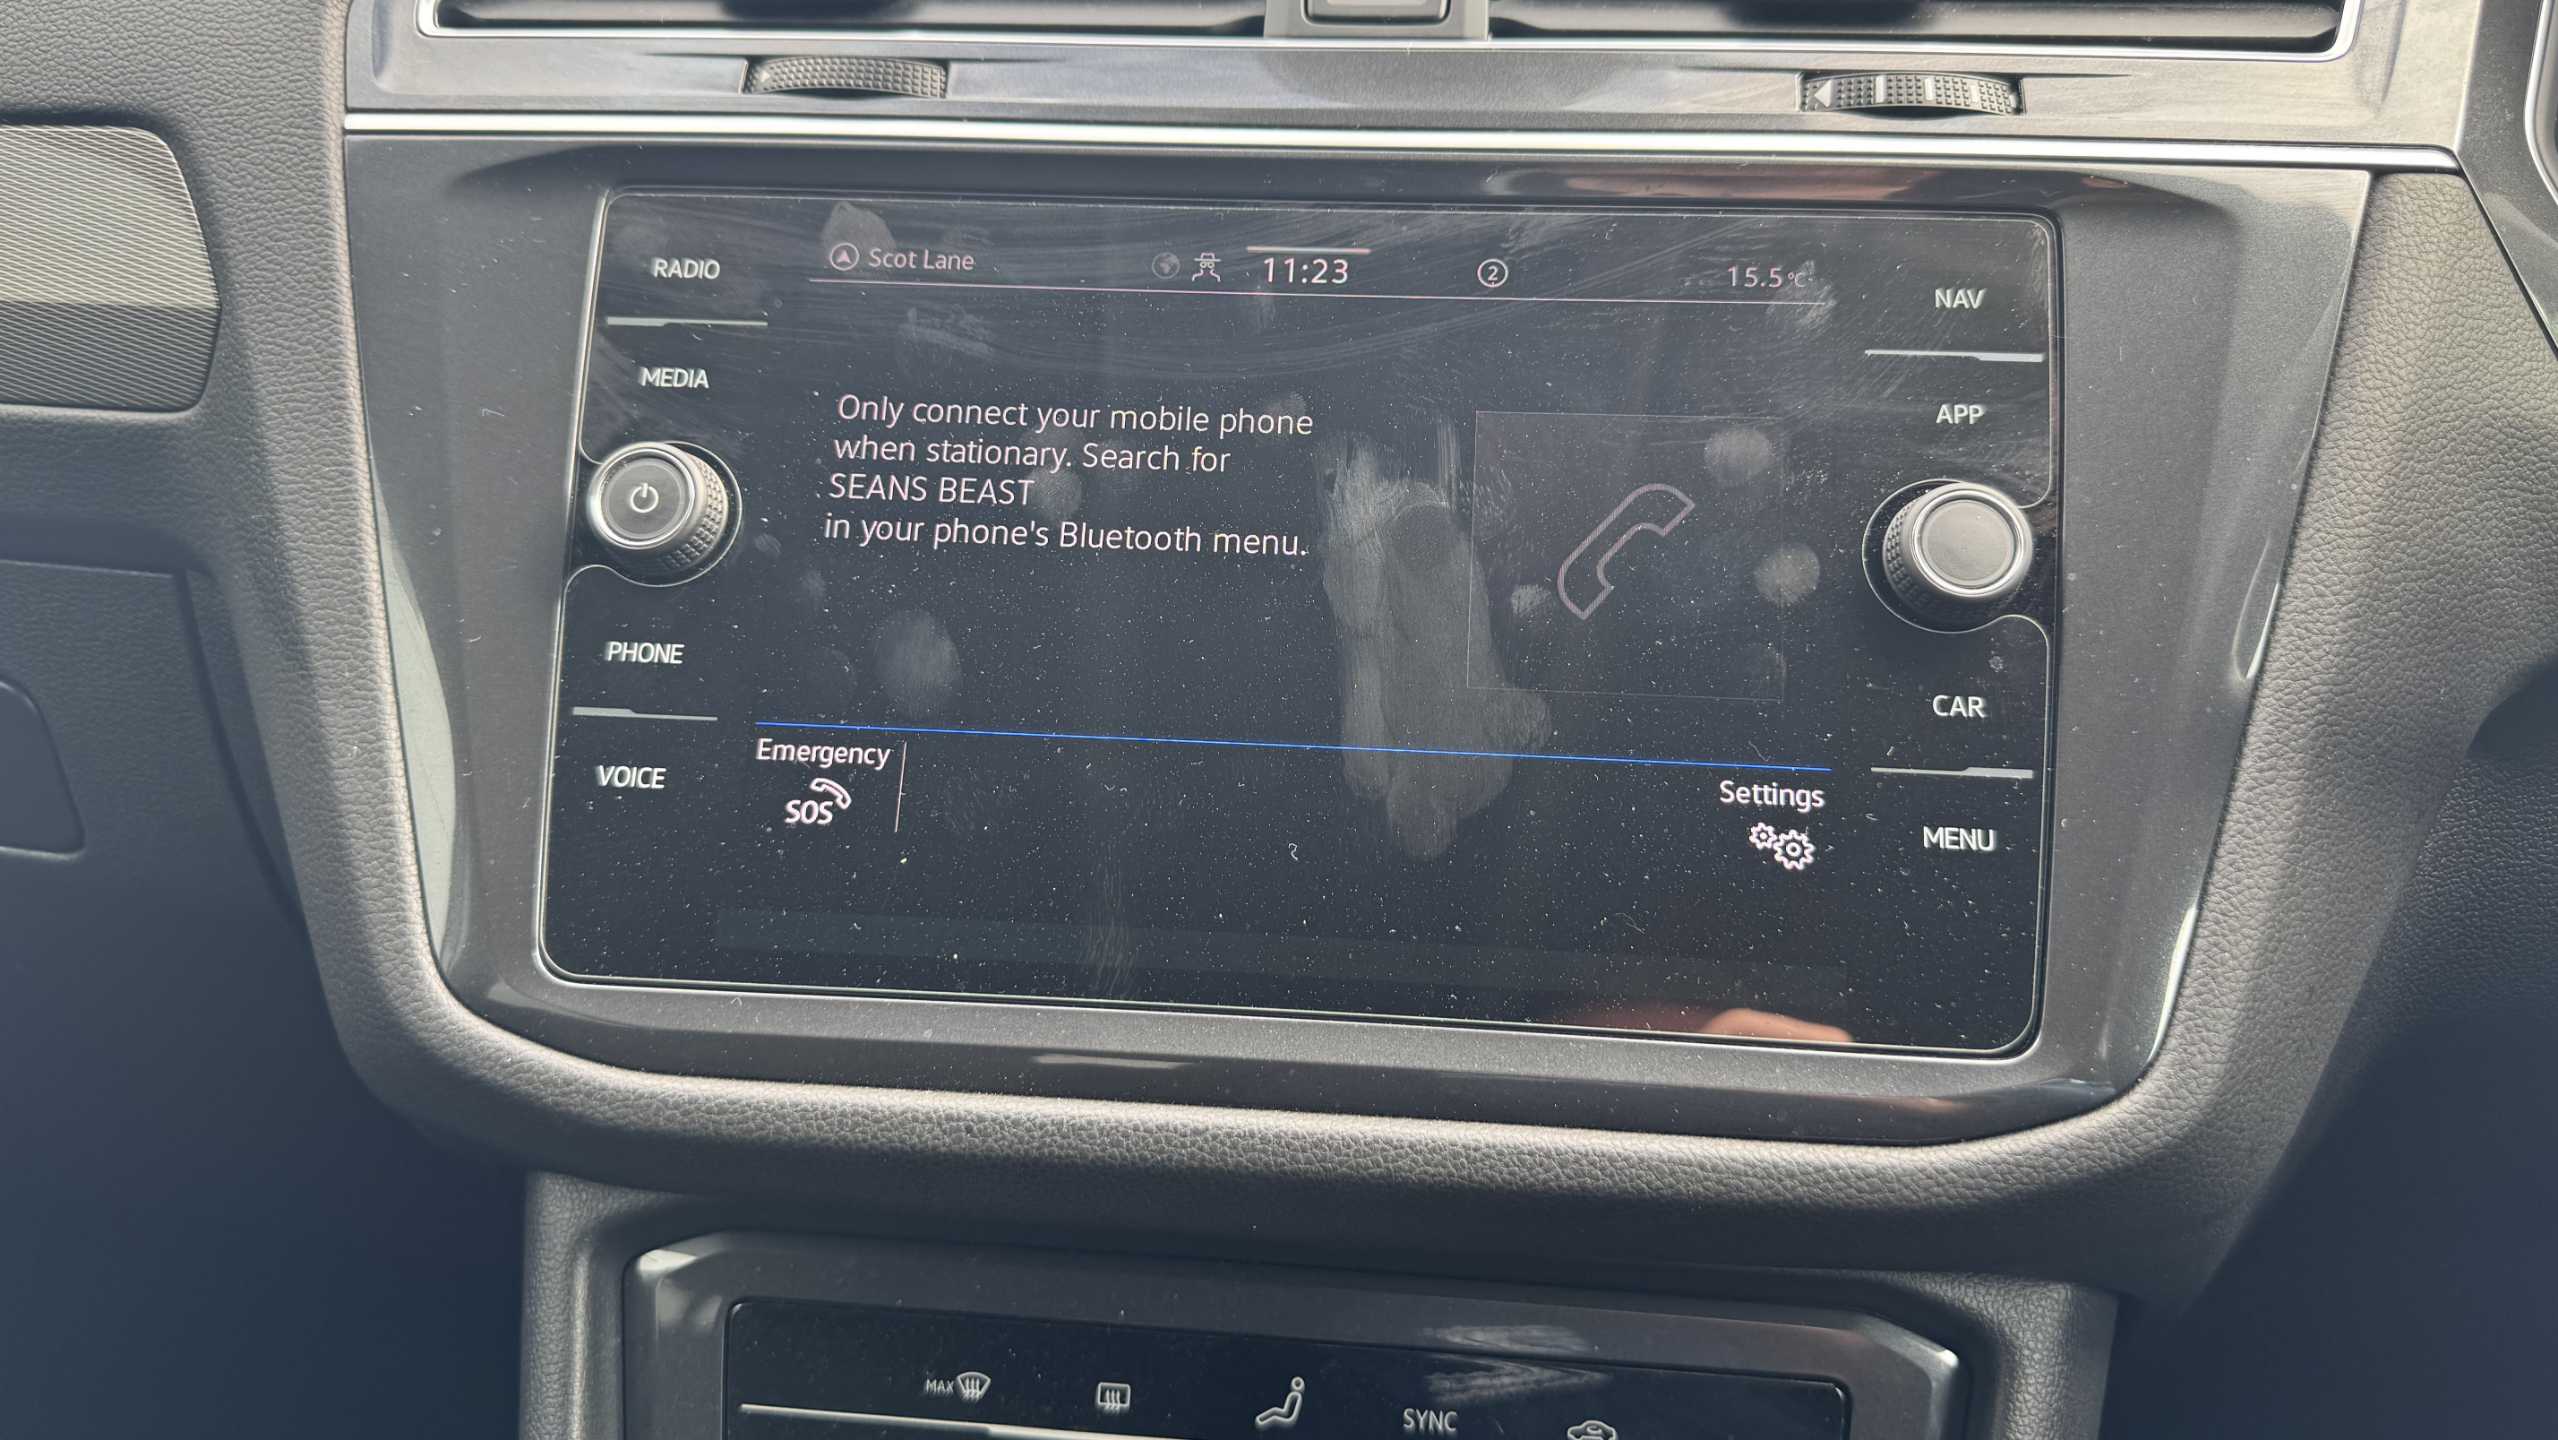 RADIO
MEDIA
PHONE
VOICE
Scot Lane
11:23
2
15.5°C
Only connect your mobile phone
when stationary. Search for
SEANS BEAST
in your phone's Bluetooth menu.
Emergency
SOS
Settings
NAV
APP
CAR
MENU
MAX
SYNC